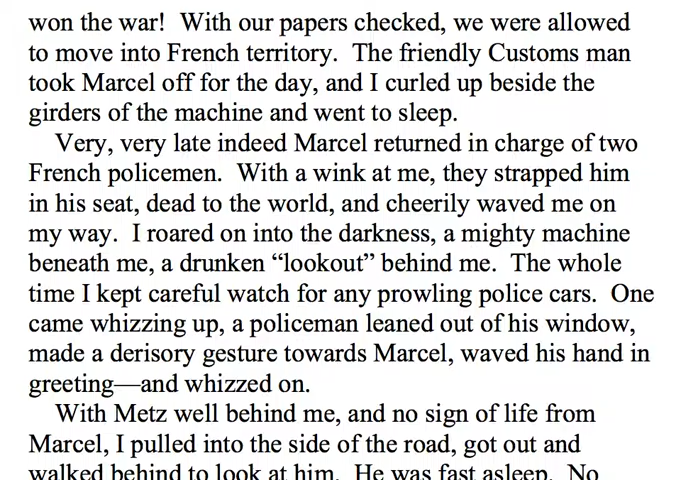 won the war!  With our papers checked, we were allowed
to move into French territory.  The friendly Customs man
took Marcel off for the day, and I curled up beside the
girders of the machine and went to sleep.
Very, very late indeed Marcel returned in charge of two
French policemen.  With a wink at me, they strapped him
in his seat, dead to the world, and cheerily waved me on
my way.  I roared on into the darkness, a mighty machine
beneath me, a drunken “lookout” behind me.  The whole
time I kept careful watch for any prowling police cars.  One
came whizzing up, a policeman leaned out of his window,
made a derisory gesture towards Marcel, waved his hand in
greeting—and whizzed on.
With Metz well behind me, and no sign of life from
Marcel, I pulled into the side of the road, got out and
walked behind to look at him.  He was fast asleep.  No